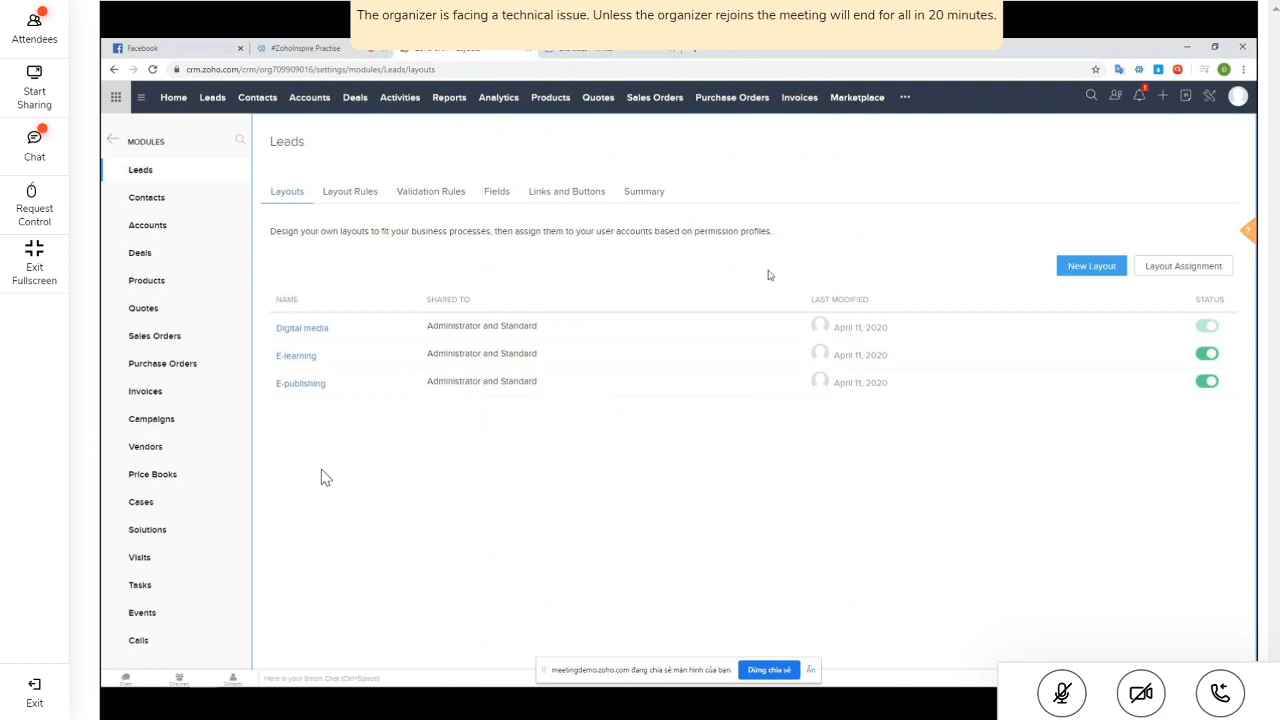 The organizer is facing a technical issue. Unless the organizer rejoins the meeting will end for all in 20 minutes.
Attendees
Start
Sharing
Chat
Request
Control
Exit
Fullscreen
Exit
Facebook
#ZohoInspire Practise
crm.zoho.com/crm/org709909016/settings/modules/Leads/layouts
Home Leads Contacts Accounts Deals Activities Reports Analytics Products Quotes Sales Orders Purchase Orders Invoices Marketplace
MODULES
Leads
Contacts
Accounts
Deals
Products
Quotes
Sales Orders
Purchase Orders
Invoices
Campaigns
Vendors
Price Books
Cases
Solutions
Visits
Tasks
Events
Calls
Leads
Layouts Layout Rules Validation Rules Fields Links and Buttons Summary
Design your own layouts to fit your business processes, then assign them to your user accounts based on permission profiles.
New Layout Layout Assignment
NAME SHARED TO LAST MODIFIED STATUS
Digital media Administrator and Standard April 11, 2020
E-learning Administrator and Standard April 11, 2020
E-publishing Administrator and Standard April 11, 2020
meetingdemo.zoho.com đang chia sẻ màn hình của bạn. Dừng chia sẻ Ẩn
Chats Channels Contacts Here is your Smart Chat (Ctrl+Space)